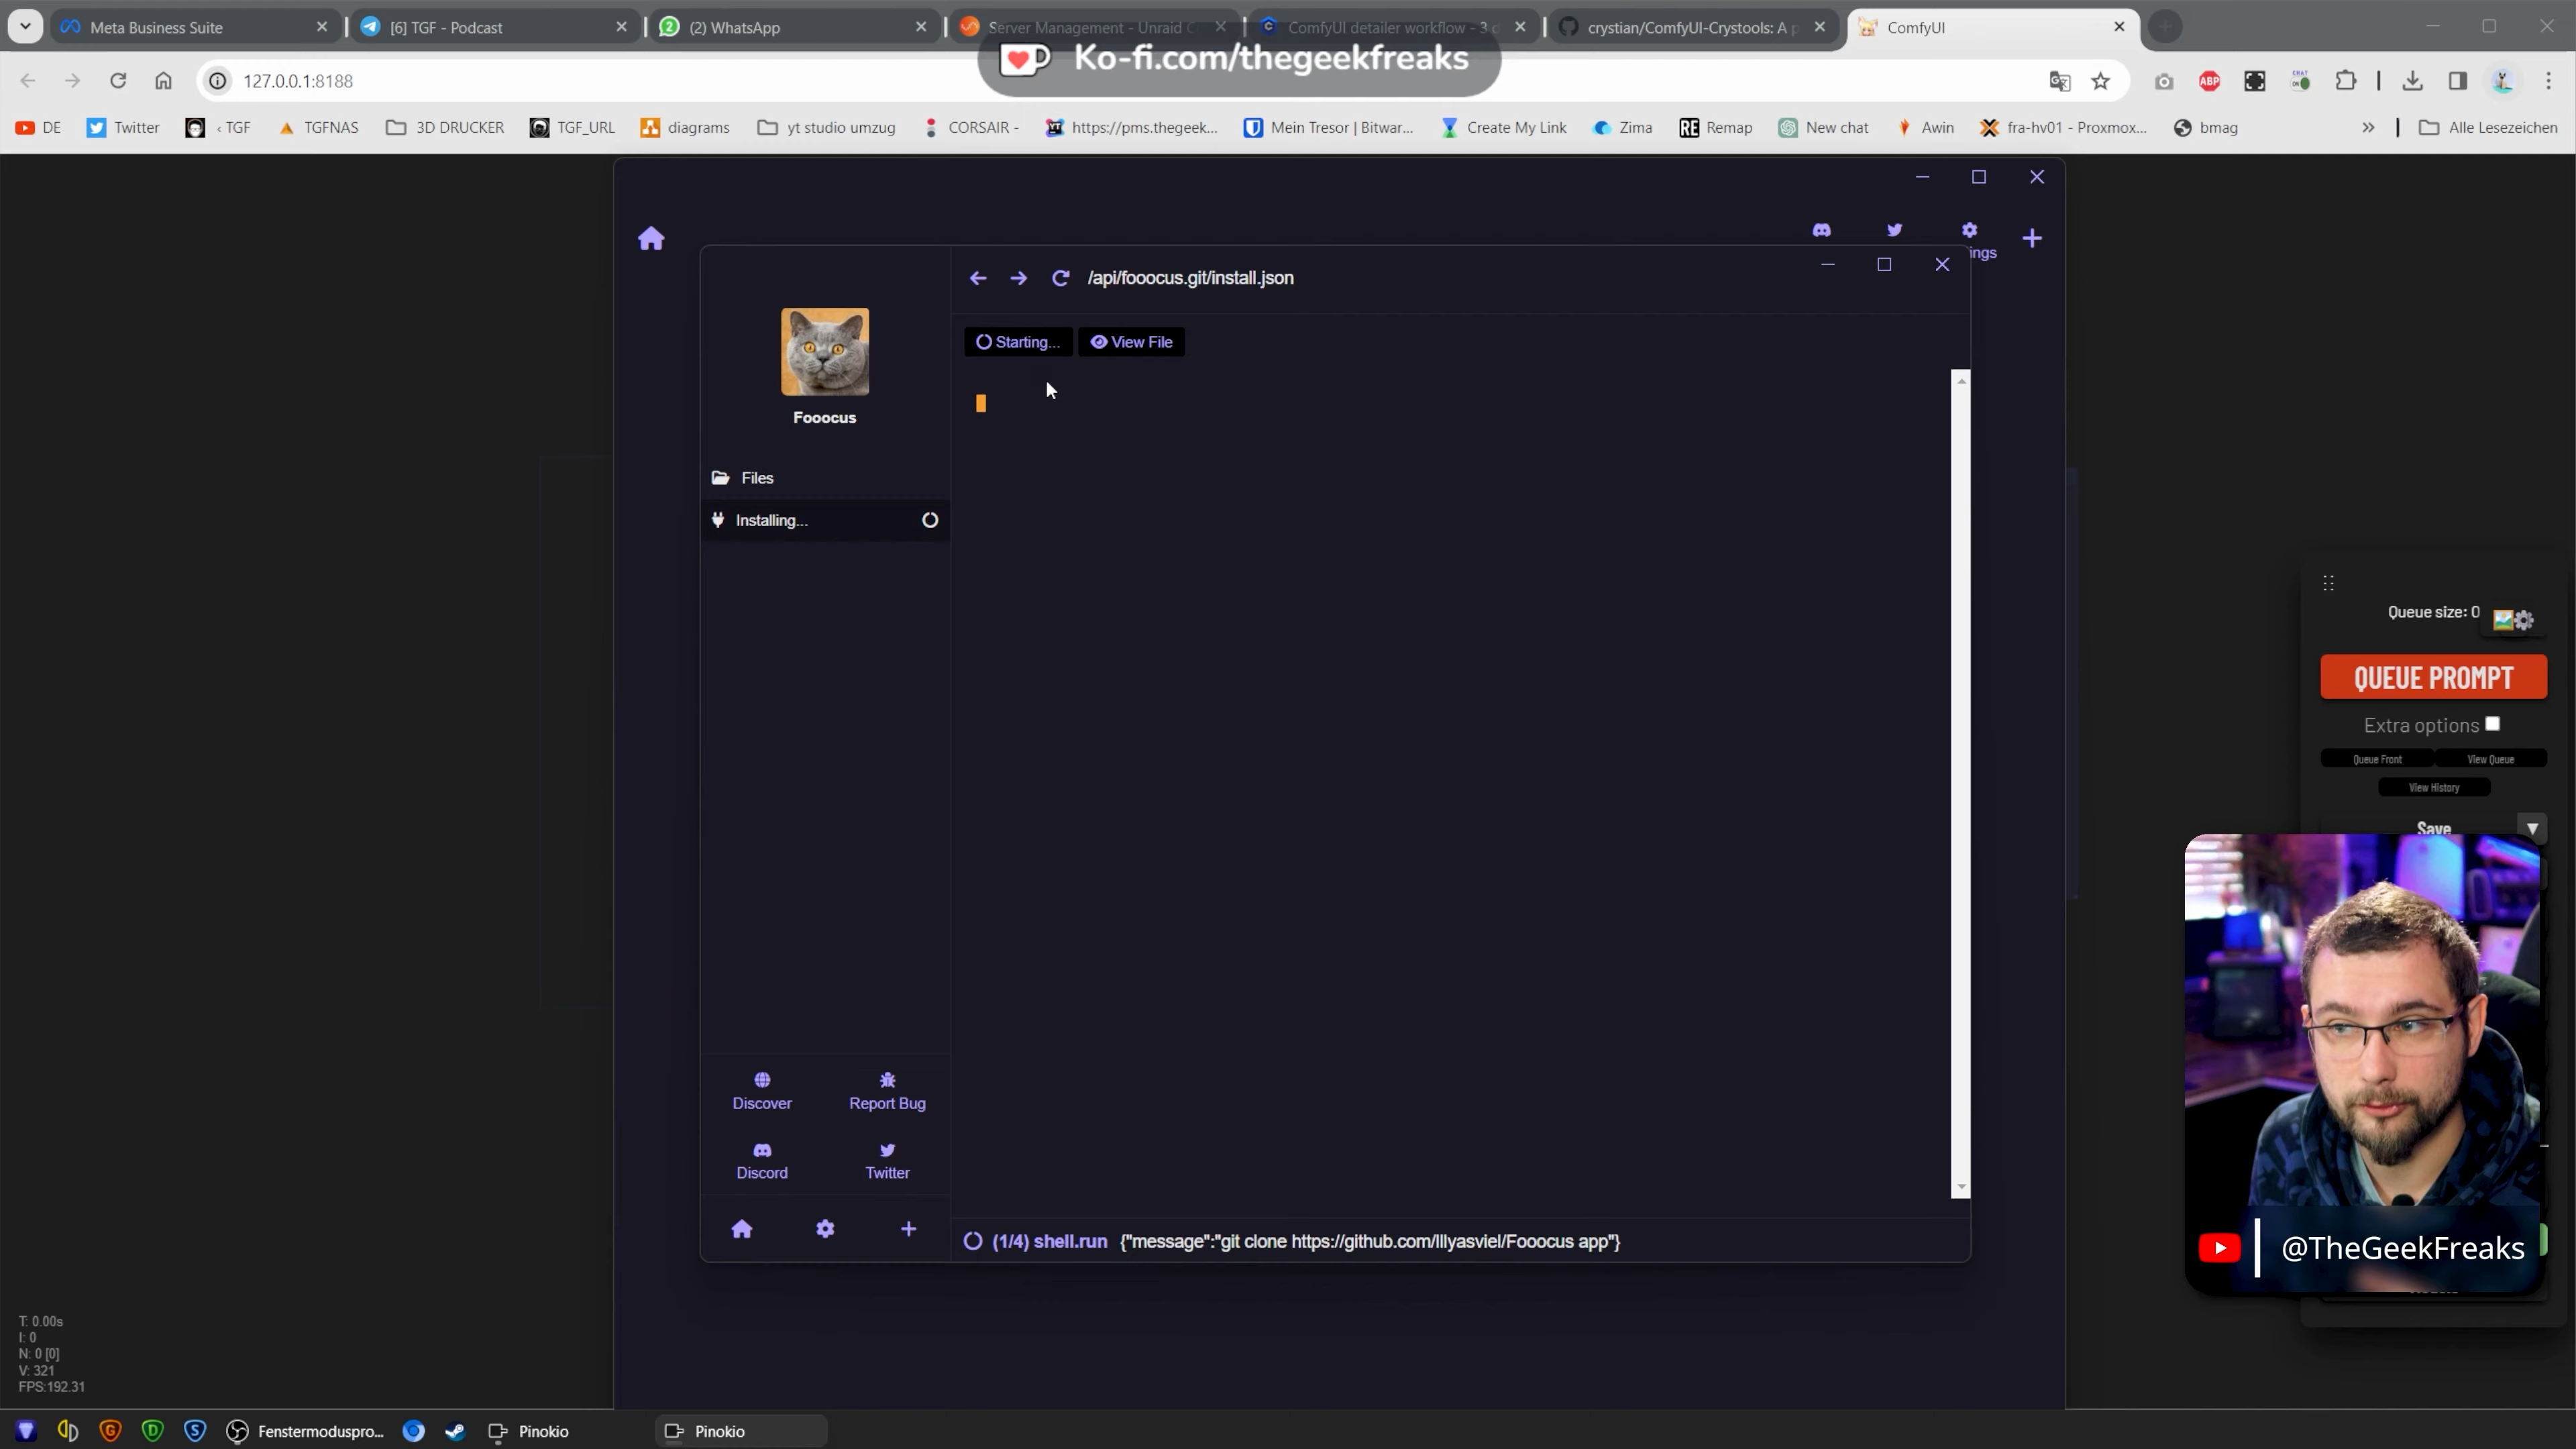 Meta Business Suite
[6] TGF - Podcast
(2) WhatsApp
Server Management - Unraid
ComfyUI detailer workflow - 3
crystian/ComfyUI-Crystools: A p
ComfyUI
Ko-fi.com/thegeekfreaks
127.0.0.1:8188
ABP
DE
Twitter
‹ TGF
TGFNAS
3D DRUCKER
TGF_URL
diagrams
yt studio umzug
CORSAIR -
https://pms.thegeek...
Mein Tresor | Bitwar...
Create My Link
Zima
RE
Remap
New chat
Awin
fra-hv01 - Proxmox...
bmag
»
Alle Lesezeichen
ings
/api/fooocus.git/install.json
Starting...
View File
Fooocus
Files
Installing...
Discover
Report Bug
Discord
Twitter
(1/4) shell.run {"message":"git clone https://github.com/lllyasviel/Fooocus app"}
Queue size: 0
QUEUE PROMPT
Extra options
Queue Front
View Queue
View History
Save
@TheGeekFreaks
T: 0.00s
I: 0
N: 0 [0]
V: 321
FPS:192.31
Fenstermoduspro...
Pinokio
Pinokio